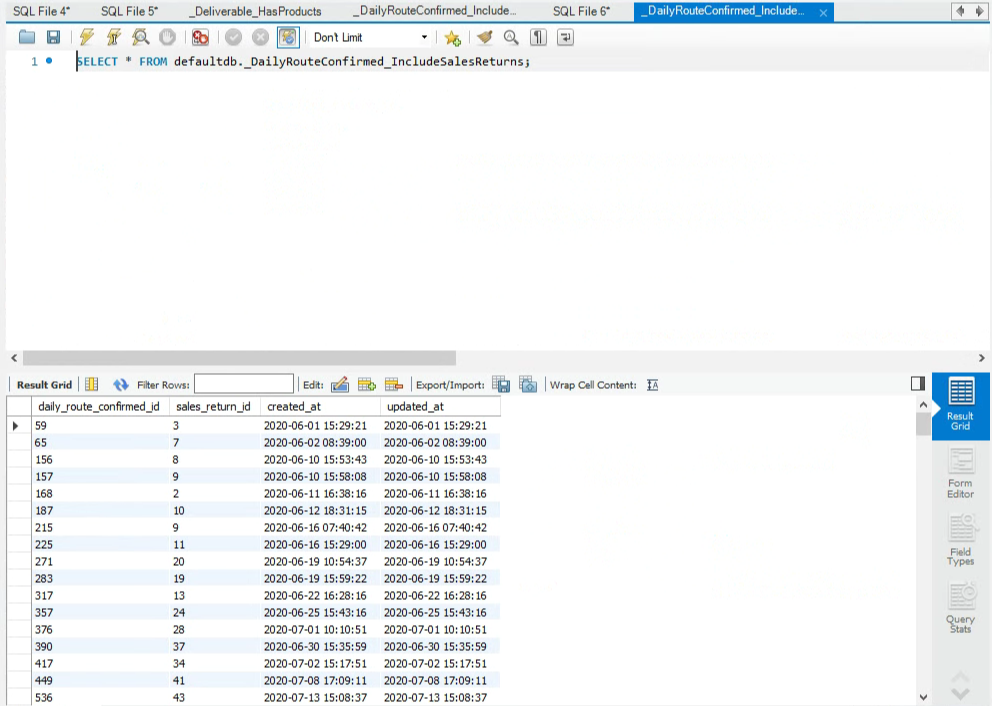 SQL File 4* SQL File 5* _Deliverable_HasProducts _DailyRouteConfirmed_Include... SQL File 6* _DailyRouteConfirmed_Include... ×
Don't Limit
1 SELECT * FROM defaultdb._DailyRouteConfirmed_IncludeSalesReturns;
Result Grid Filter Rows: Edit: Export/Import: Wrap Cell Content:
daily_route_confirmed_id sales_return_id created_at updated_at
59 3 2020-06-01 15:29:21 2020-06-01 15:29:21
65 7 2020-06-02 08:39:00 2020-06-02 08:39:00
156 8 2020-06-10 15:53:43 2020-06-10 15:53:43
157 9 2020-06-10 15:58:08 2020-06-10 15:58:08
168 2 2020-06-11 16:38:16 2020-06-11 16:38:16
187 10 2020-06-12 18:31:15 2020-06-12 18:31:15
215 9 2020-06-16 07:40:42 2020-06-16 07:40:42
225 11 2020-06-16 15:29:00 2020-06-16 15:29:00
271 20 2020-06-19 10:54:37 2020-06-19 10:54:37
283 19 2020-06-19 15:59:22 2020-06-19 15:59:22
317 13 2020-06-22 16:28:16 2020-06-22 16:28:16
357 24 2020-06-25 15:43:16 2020-06-25 15:43:16
376 28 2020-07-01 10:10:51 2020-07-01 10:10:51
390 37 2020-06-30 15:35:59 2020-06-30 15:35:59
417 34 2020-07-02 15:17:51 2020-07-02 15:17:51
449 41 2020-07-08 17:09:11 2020-07-08 17:09:11
536 43 2020-07-13 15:08:37 2020-07-13 15:08:37
Result
Grid
Form
Editor
Field
Types
Query
Stats